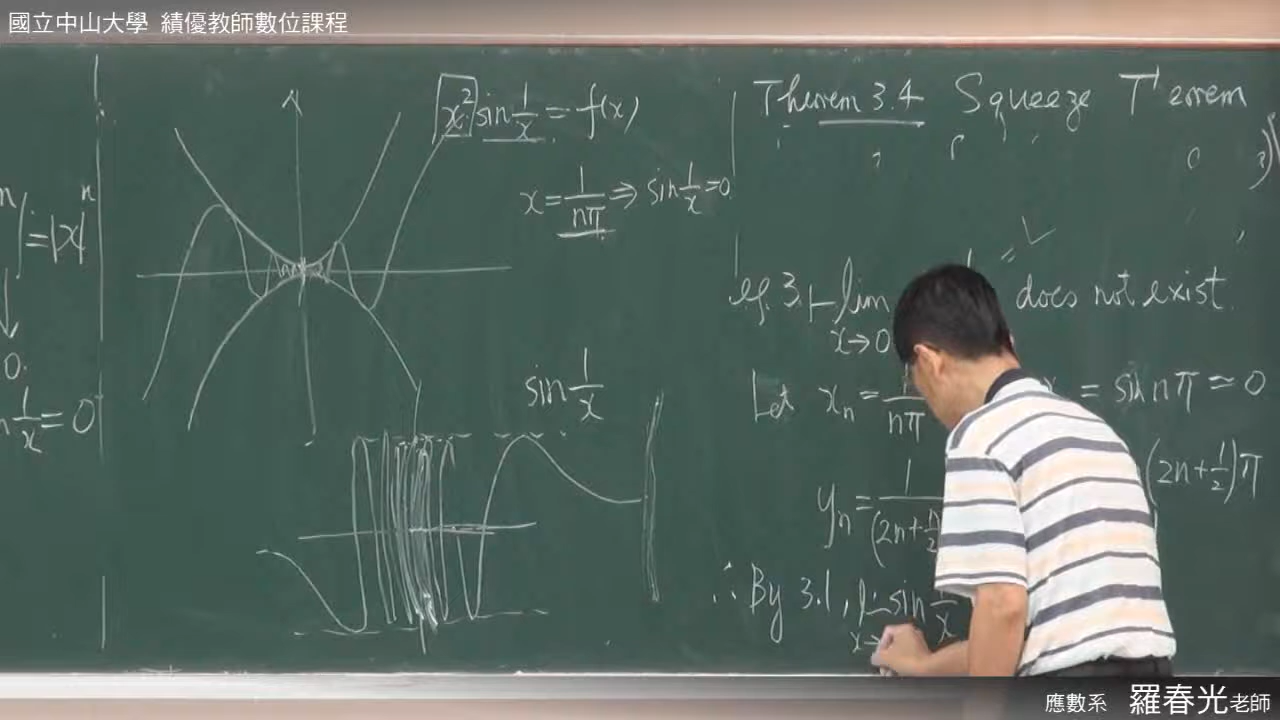 國立中山大學 績優教師數位課程
=|x|ⁿ
0.
1/x = 0
x² sin 1/x = f(x)
x = 1/nπ ⇒ sin 1/x = 0
sin 1/x
Theorem 3.4 Squeeze Teorem
eg. 3.1 lim x→0 does not exist.
Let xₙ = 1/nπ = sin nπ = 0
yₙ = 1/(2n+ (2n+1/2)π
∴ By 3.1, lim sin 1/x
x→
應數系 羅春光老師